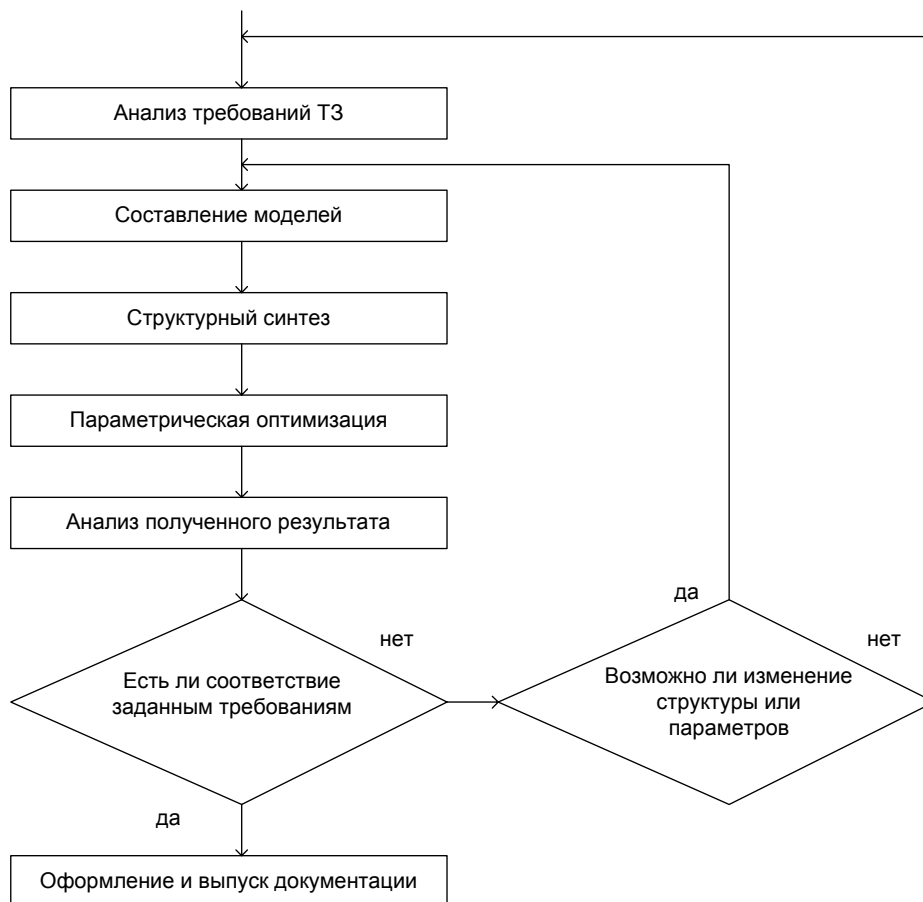 Анализ требований ТЗ
Составление моделей
Структурный синтез
Параметрическая оптимизация
Анализ полученного результата
да
нет
нет
Есть ли соответствие
заданным требованиям
Возможно ли изменение
структуры или
параметров
да
Оформление и выпуск документации